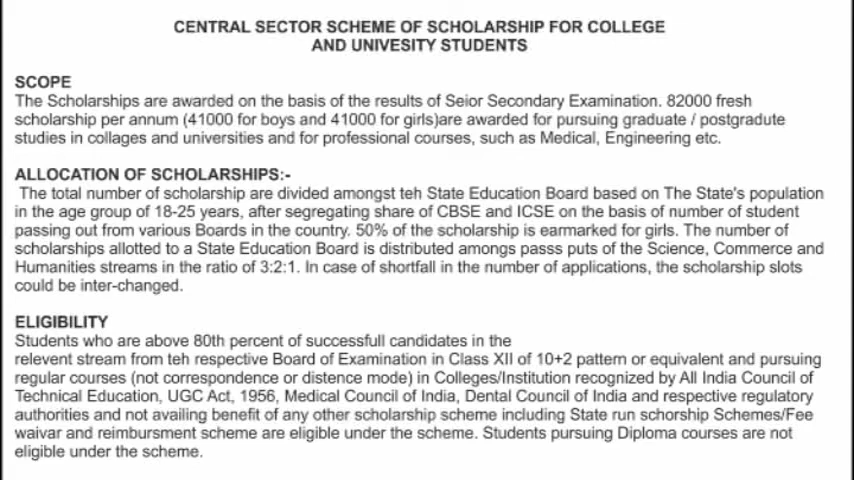 CENTRAL SECTOR SCHEME OF SCHOLARSHIP FOR COLLEGE
AND UNIVESITY STUDENTS
SCOPE
The Scholarships are awarded on the basis of the results of Seior Secondary Examination. 82000 fresh
scholarship per annum (41000 for boys and 41000 for girls)are awarded for pursuing graduate / postgradute
studies in collages and universities and for professional courses, such as Medical, Engineering etc.
ALLOCATION OF SCHOLARSHIPS:-
The total number of scholarship are divided amongst teh State Education Board based on The State's population
in the age group of 18-25 years, after segregating share of CBSE and ICSE on the basis of number of student
passing out from various Boards in the country. 50% of the scholarship is earmarked for girls. The number of
scholarships allotted to a State Education Board is distributed amongs passs puts of the Science, Commerce and
Humanities streams in the ratio of 3:2:1. In case of shortfall in the number of applications, the scholarship slots
could be inter-changed.
ELIGIBILITY
Students who are above 80th percent of successfull candidates in the
relevent stream from teh respective Board of Examination in Class XII of 10+2 pattern or equivalent and pursuing
regular courses (not correspondence or distence mode) in Colleges/Institution recognized by All India Council of
Technical Education, UGC Act, 1956, Medical Council of India, Dental Council of India and respective regulatory
authorities and not availing benefit of any other scholarship scheme including State run schorship Schemes/Fee
waivar and reimbursment scheme are eligible under the scheme. Students pursuing Diploma courses are not
eligible under the scheme.